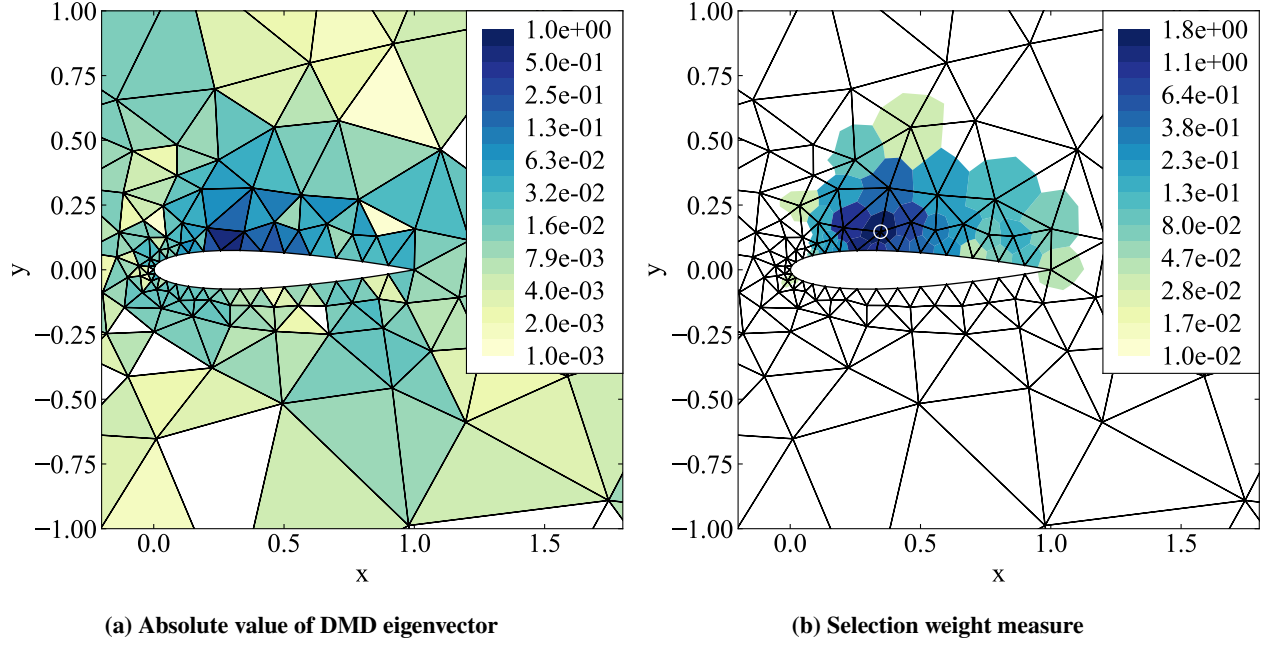 1.00
0.75
0.50
0.25
0.00
−0.25
−0.50
−0.75
−1.00
y
0.0
0.5
1.0
1.5
x
1.0e+00
5.0e-01
2.5e-01
1.3e-01
6.3e-02
3.2e-02
1.6e-02
7.9e-03
4.0e-03
2.0e-03
1.0e-03
(a) Absolute value of DMD eigenvector
1.00
0.75
0.50
0.25
0.00
−0.25
−0.50
−0.75
−1.00
y
0.0
0.5
1.0
1.5
x
1.8e+00
1.1e+00
6.4e-01
3.8e-01
2.3e-01
1.3e-01
8.0e-02
4.7e-02
2.8e-02
1.7e-02
1.0e-02
(b) Selection weight measure